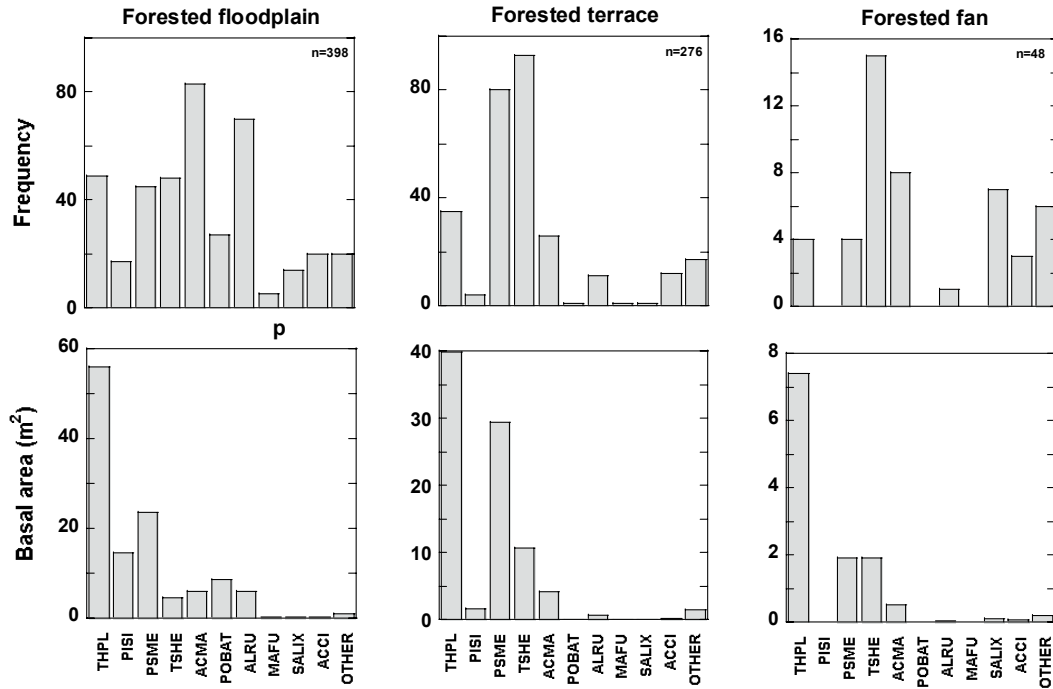 Forested floodplain
Forested terrace
Forested fan
n=398
n=276
n=48
Frequency
80
40
0
80
40
0
16
12
8
4
0
p
Basal area (m²)
60
40
20
0
40
30
20
10
0
8
6
4
2
0
THPL PISI PSME TSHE ACMA POBAT ALRU MAFU SALIX ACCI OTHER
THPL PISI PSME TSHE ACMA POBAT ALRU MAFU SALIX ACCI OTHER
THPL PISI PSME TSHE ACMA POBAT ALRU MAFU SALIX ACCI OTHER